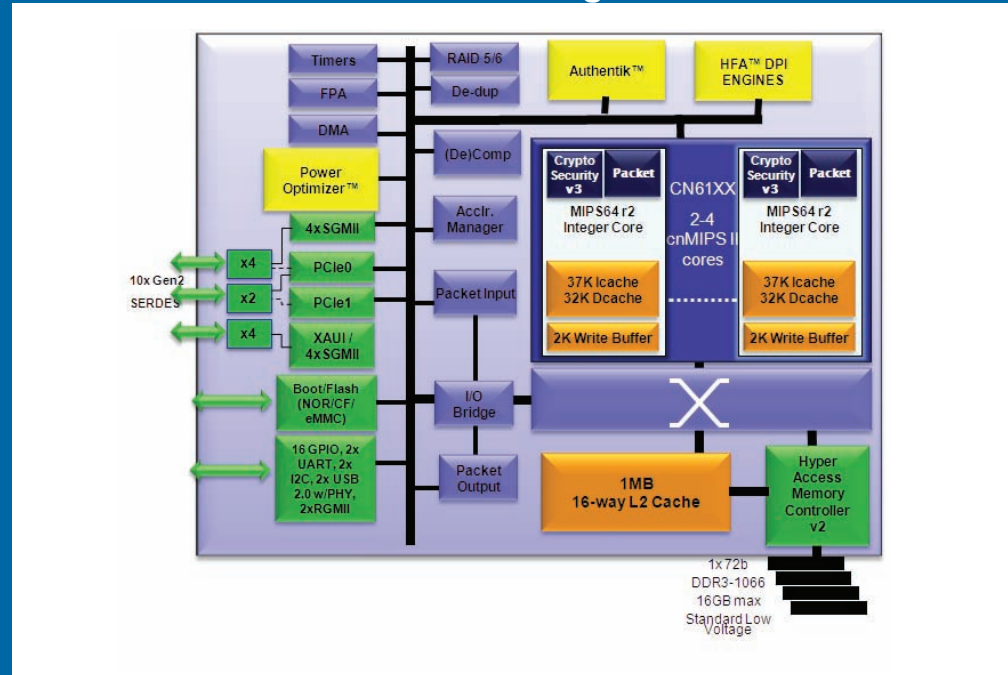 Timers
FPA
DMA
Power
Optimizer™
4xSGMII
PCIe0
PCIe1
XAUI /
4xSGMII
Boot/Flash
(NOR/CF/
eMMC)
16 GPIO, 2x
UART, 2x
I2C, 2x USB
2.0 w/PHY,
2xRGMII
x4
x2
x4
10x Gen2
SERDES
RAID 5/6
De-dup
(De)Comp
Acclr.
Manager
Packet Input
I/O
Bridge
Packet
Output
Authentik™
HFA™ DPI
ENGINES
Crypto
Security
v3
Packet
MIPS64 r2
Integer Core
37K Icache
32K Dcache
2K Write Buffer
CN61XX
2-4
cnMIPS II
cores
Crypto
Security
v3
Packet
MIPS64 r2
Integer Core
37K Icache
32K Dcache
2K Write Buffer
1MB
16-way L2 Cache
Hyper
Access
Memory
Controller
v2
1x 72b
DDR3-1066
16GB max
Standard Low
Voltage